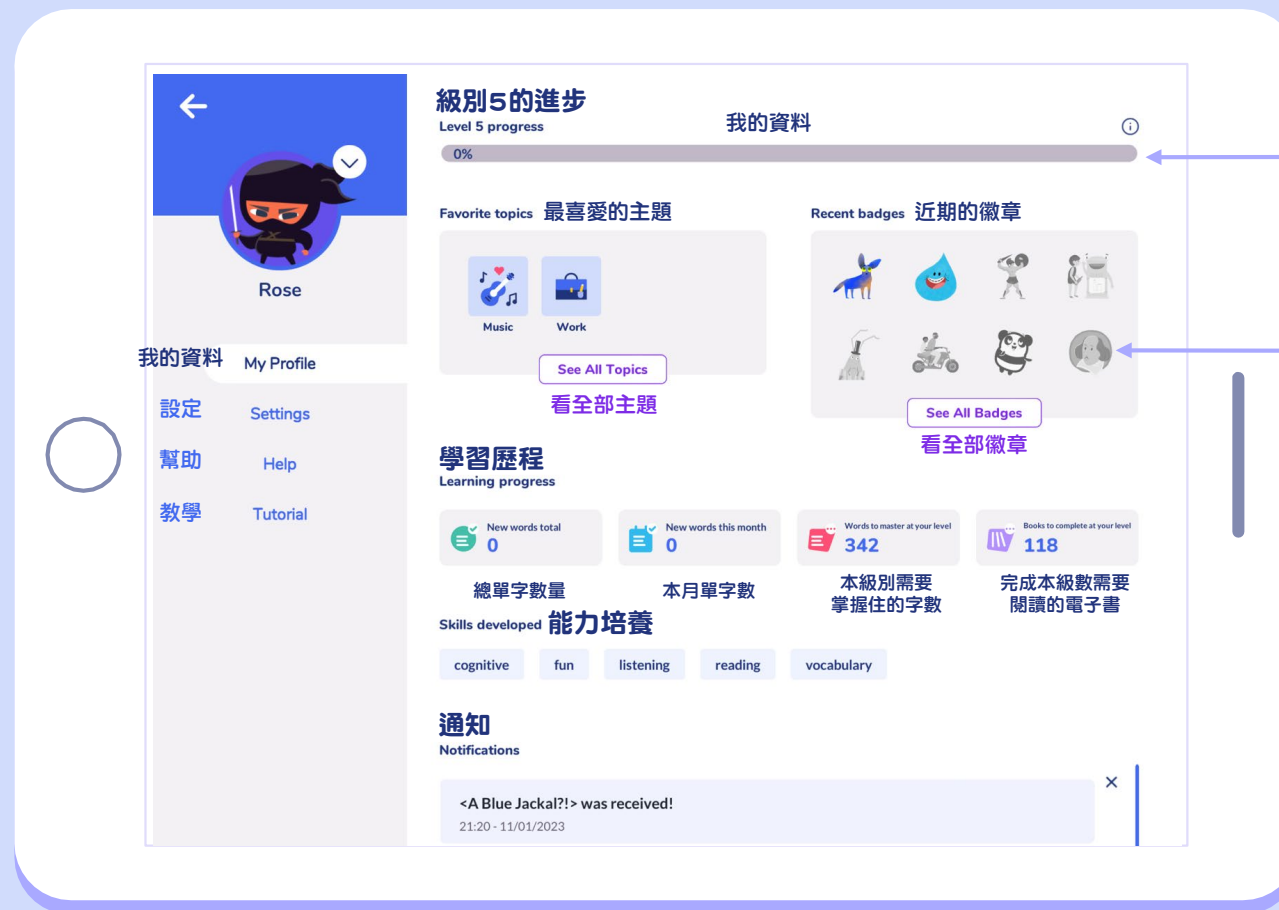 級別5的進步
Level 5 progress
我的資料
0%
Rose
我的資料 My Profile
設定 Settings
幫助 Help
教學 Tutorial
Favorite topics 最喜愛的主題
Music Work
See All Topics
看全部主題
Recent badges 近期的徽章
See All Badges
看全部徽章
學習歷程
Learning progress
New words total
0
總單字數量
New words this month
0
本月單字數
Words to master at your level
342
本級別需要
掌握住的字數
Books to complete at your level
118
完成本級數需要
閱讀的電子書
Skills developed 能力培養
cognitive fun listening reading vocabulary
通知
Notifications
<A Blue Jackal?!> was received!
21:20 - 11/01/2023